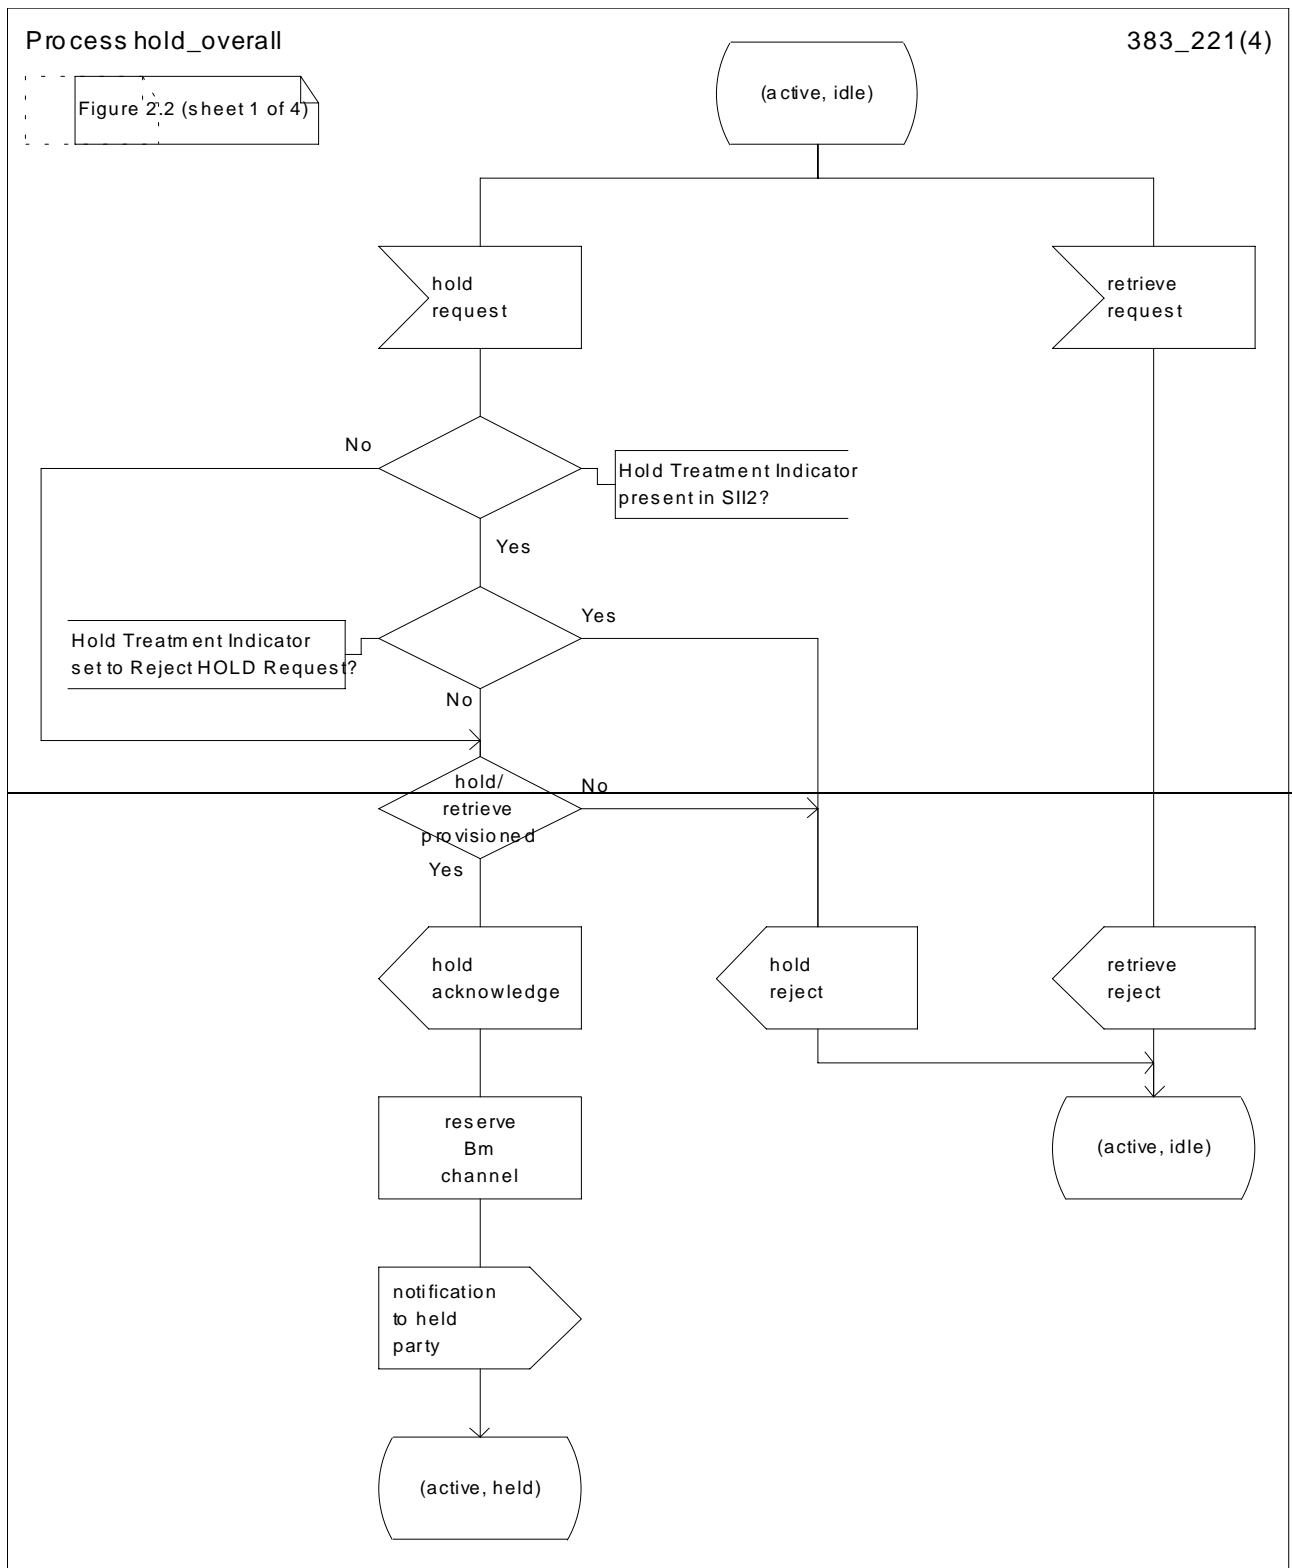 Process hold_overall
383_221(4)
Figure 2.2 (sheet 1 of 4)
(active, idle)
hold
request
retrieve
request
No
Hold Treatment Indicator
present in SII2?
Yes
Yes
Hold Treatment Indicator
set to Reject HOLD Request?
No
hold/
retrieve
provisioned
No
Yes
hold
acknowledge
hold
reject
retrieve
reject
reserve
Bm
channel
(active, idle)
notification
to held
party
(active, held)